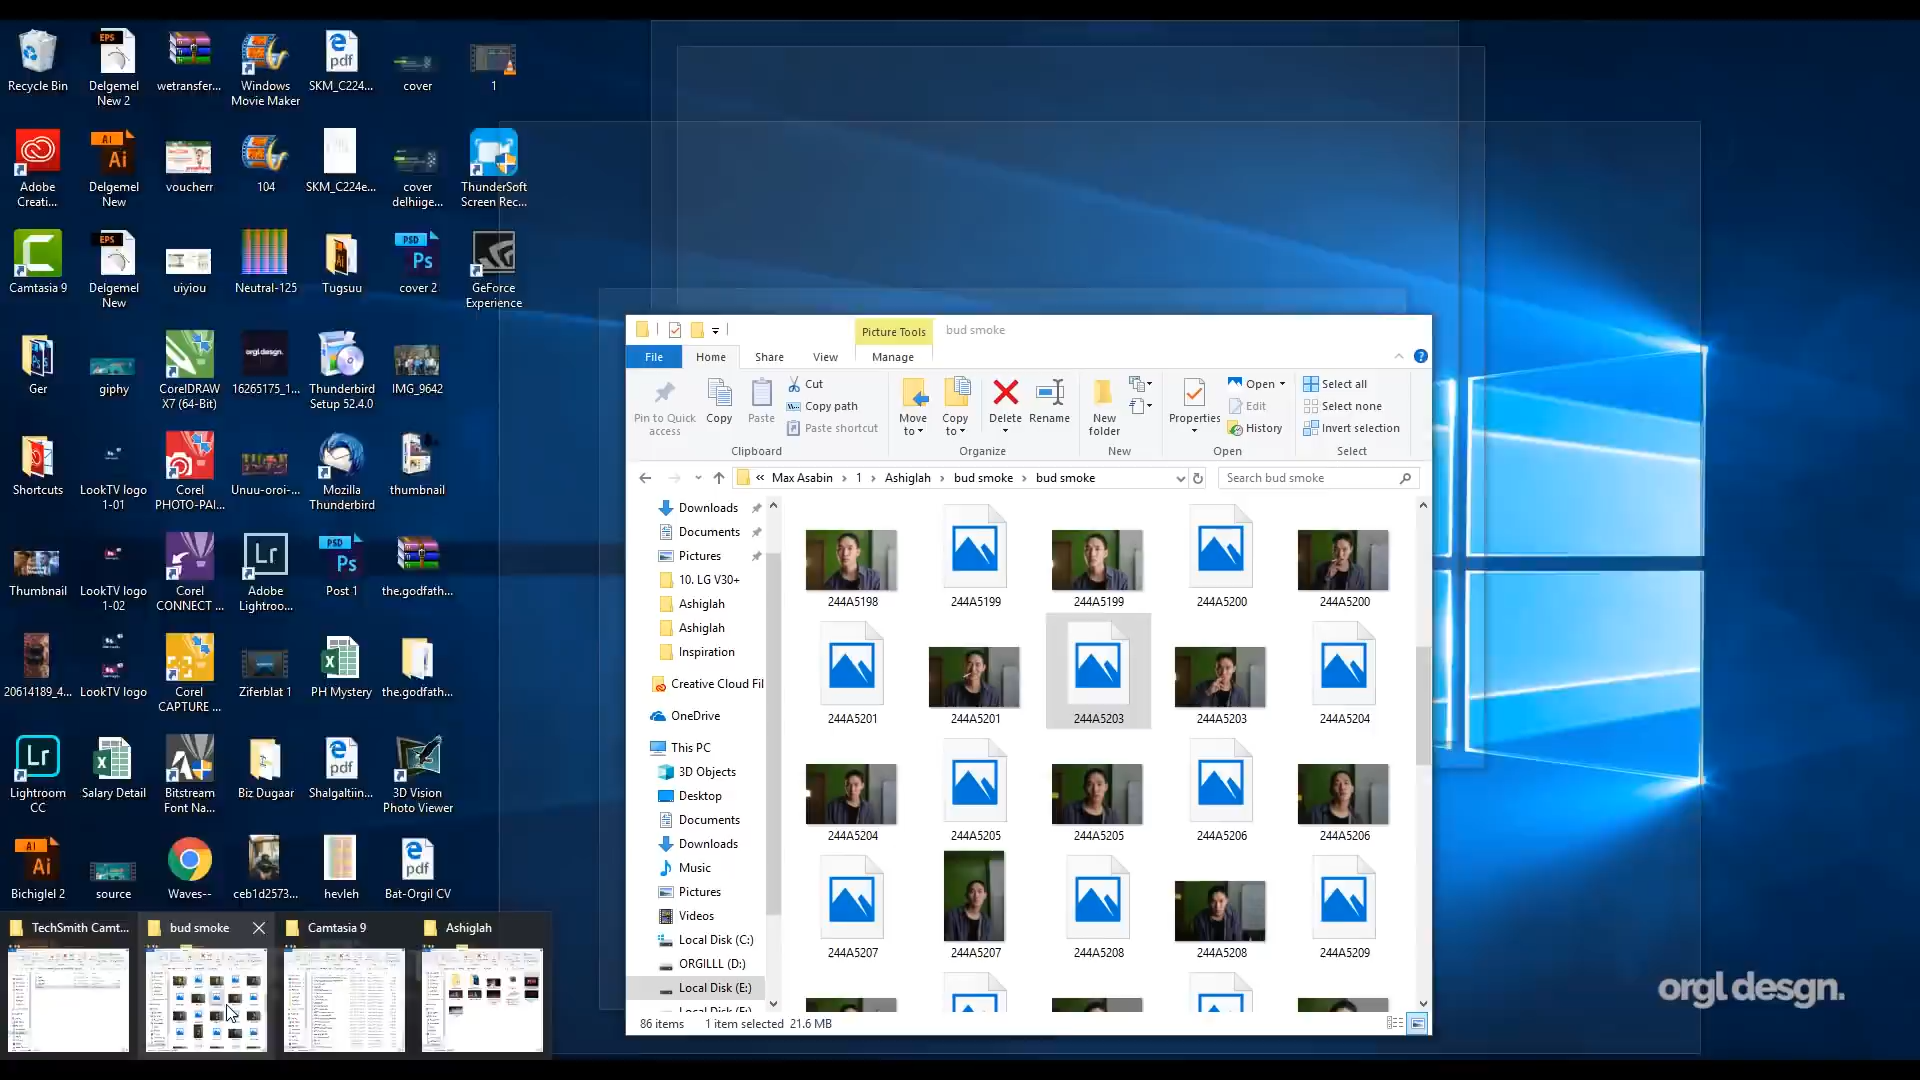 Recycle Bin
Delgemel
New 2
wetransfer...
Windows
Movie Maker
SKM_C224...
cover
1
Adobe
Creati...
Delgemel
New
voucherr
104
SKM_C224e...
cover
delhiige...
ThunderSoft
Screen Rec...
Camtasia 9
Delgemel
New
uiyiou
Neutral-125
Tugsuu
cover 2
GeForce
Experience
Ger
giphy
CorelDRAW
X7 (64-Bit)
16265175_1...
Thunderbird
Setup 52.4.0
IMG_9642
Shortcuts
LookTV logo
1-01
Corel
PHOTO-PAI...
Unuu-oroi-...
Mozilla
Thunderbird
thumbnail
Thumbnail
LookTV logo
1-02
Corel
CONNECT ...
Adobe
Lightroo...
Post 1
the.godfath...
20614189_4...
LookTV logo
Corel
CAPTURE ...
Ziferblat 1
PH Mystery
the.godfath...
Lightroom
CC
Salary Detail
Bitstream
Font Na...
Biz Dugaar
Shalgaltiin...
3D Vision
Photo Viewer
Bichiglel 2
source
Waves--
ceb1d2573...
hevleh
Bat-Orgil CV
Picture Tools
bud smoke
File
Home
Share
View
Manage
Pin to Quick
access
Copy
Paste
Cut
Copy path
Paste shortcut
Clipboard
Move
to
Copy
to
Delete
Rename
Organize
New
folder
New
Properties
Open
Edit
History
Open
Select all
Select none
Invert selection
Select
« Max Asabin > 1 > Ashiglah > bud smoke > bud smoke
Search bud smoke
Downloads
Documents
Pictures
10. LG V30+
Ashiglah
Ashiglah
Inspiration
Creative Cloud Fil
OneDrive
This PC
3D Objects
Desktop
Documents
Downloads
Music
Pictures
Videos
Local Disk (C:)
ORGILLL (D:)
Local Disk (E:)
244A5198
244A5199
244A5199
244A5200
244A5200
244A5201
244A5201
244A5203
244A5203
244A5204
244A5204
244A5205
244A5205
244A5206
244A5206
244A5207
244A5207
244A5208
244A5208
244A5209
86 items
1 item selected 21.6 MB
TechSmith Camt...
bud smoke
Camtasia 9
Ashiglah
orgl desgn.